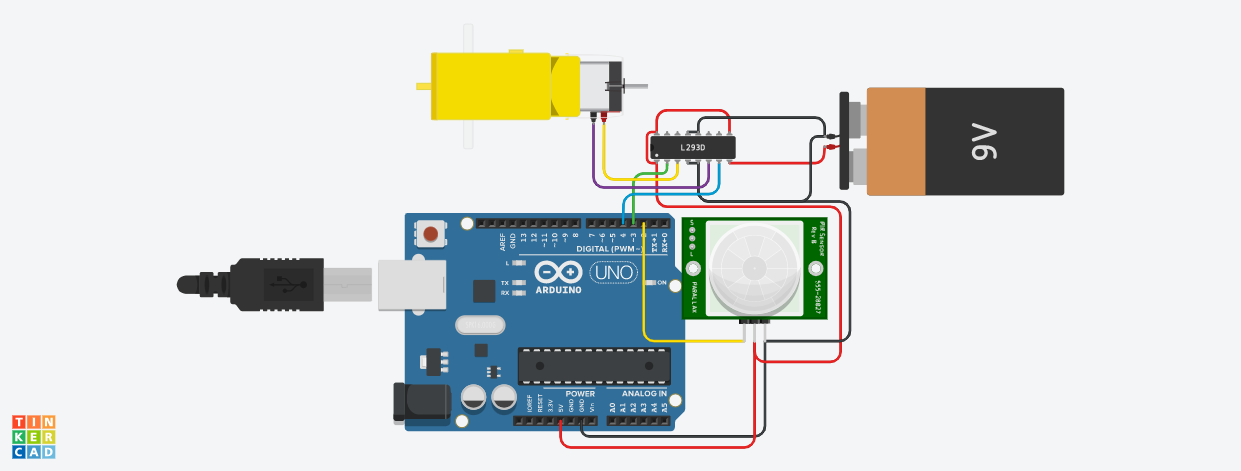 L293D
9V
AREF
GND
13
12
~11
~10
~9
8
7
~6
~5
4
~3
2
TX→1
RX←0
DIGITAL (PWM~)
L
TX
RX
ARDUINO
UNO
ON
PIR Sensor
Rev B
555-28027
PARALLAX
POWER
ANALOG IN
IOREF
RESET
3.3V
5V
GND
GND
Vin
A0
A1
A2
A3
A4
A5
TIN
KER
CAD